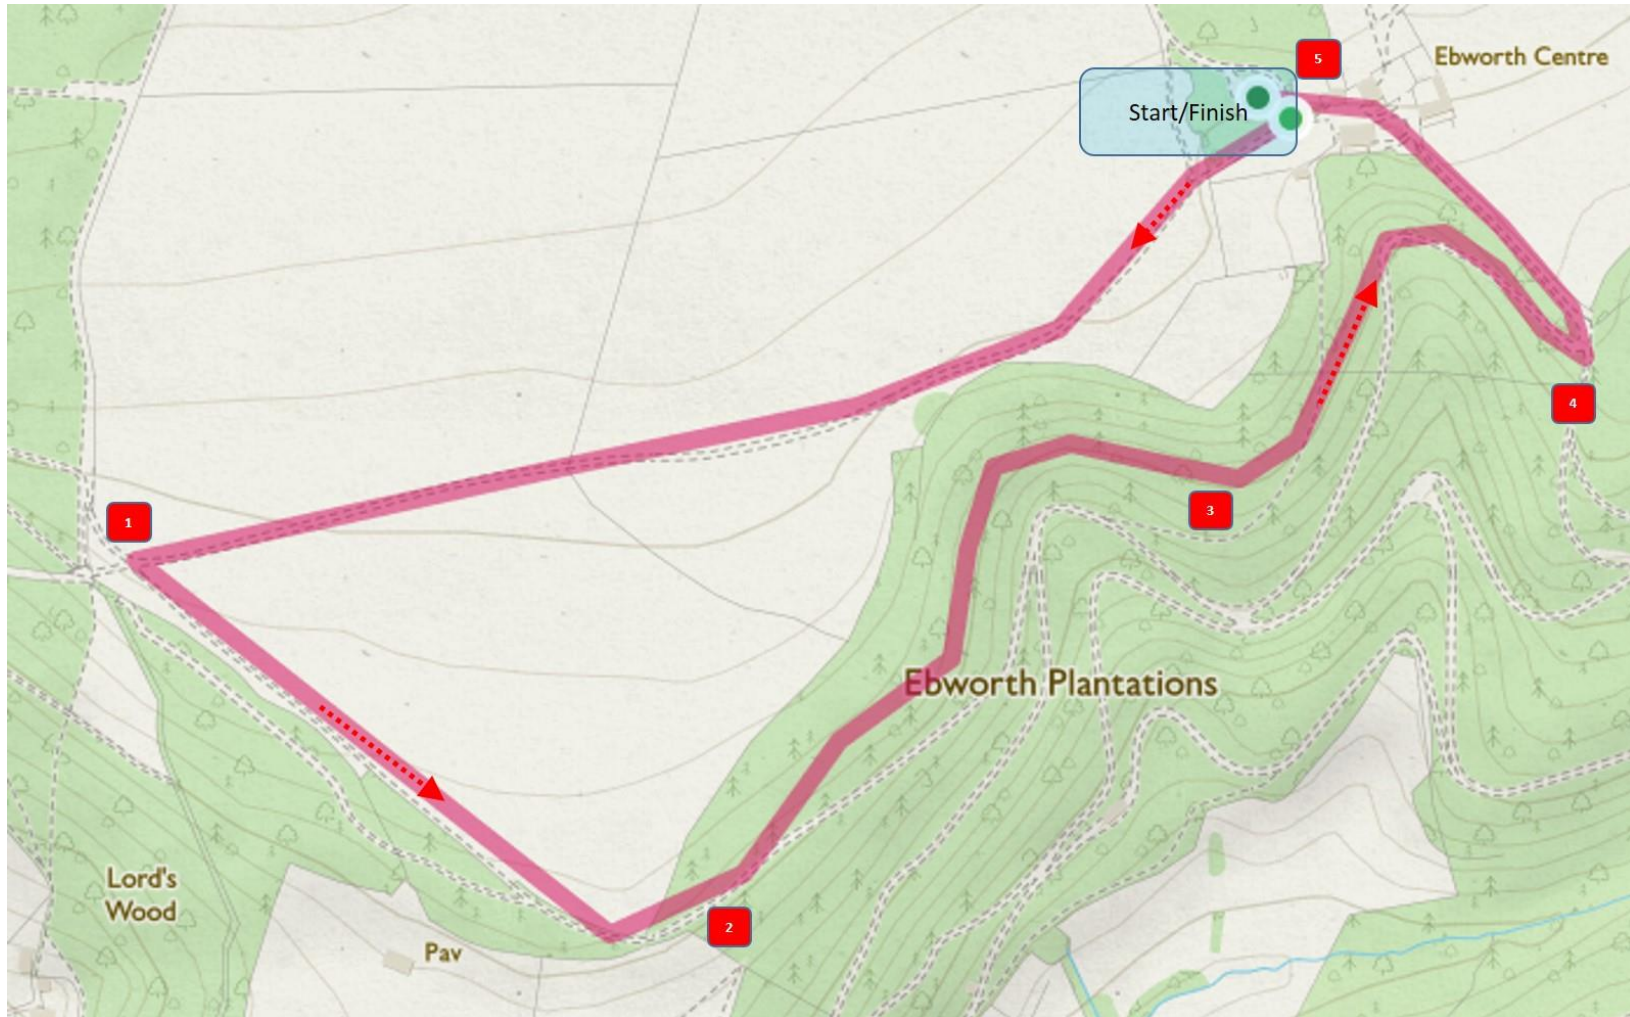 5
Ebworth Centre
Start/Finish
4
3
1
Ebworth Plantations
Lord's
Wood
2
Pav